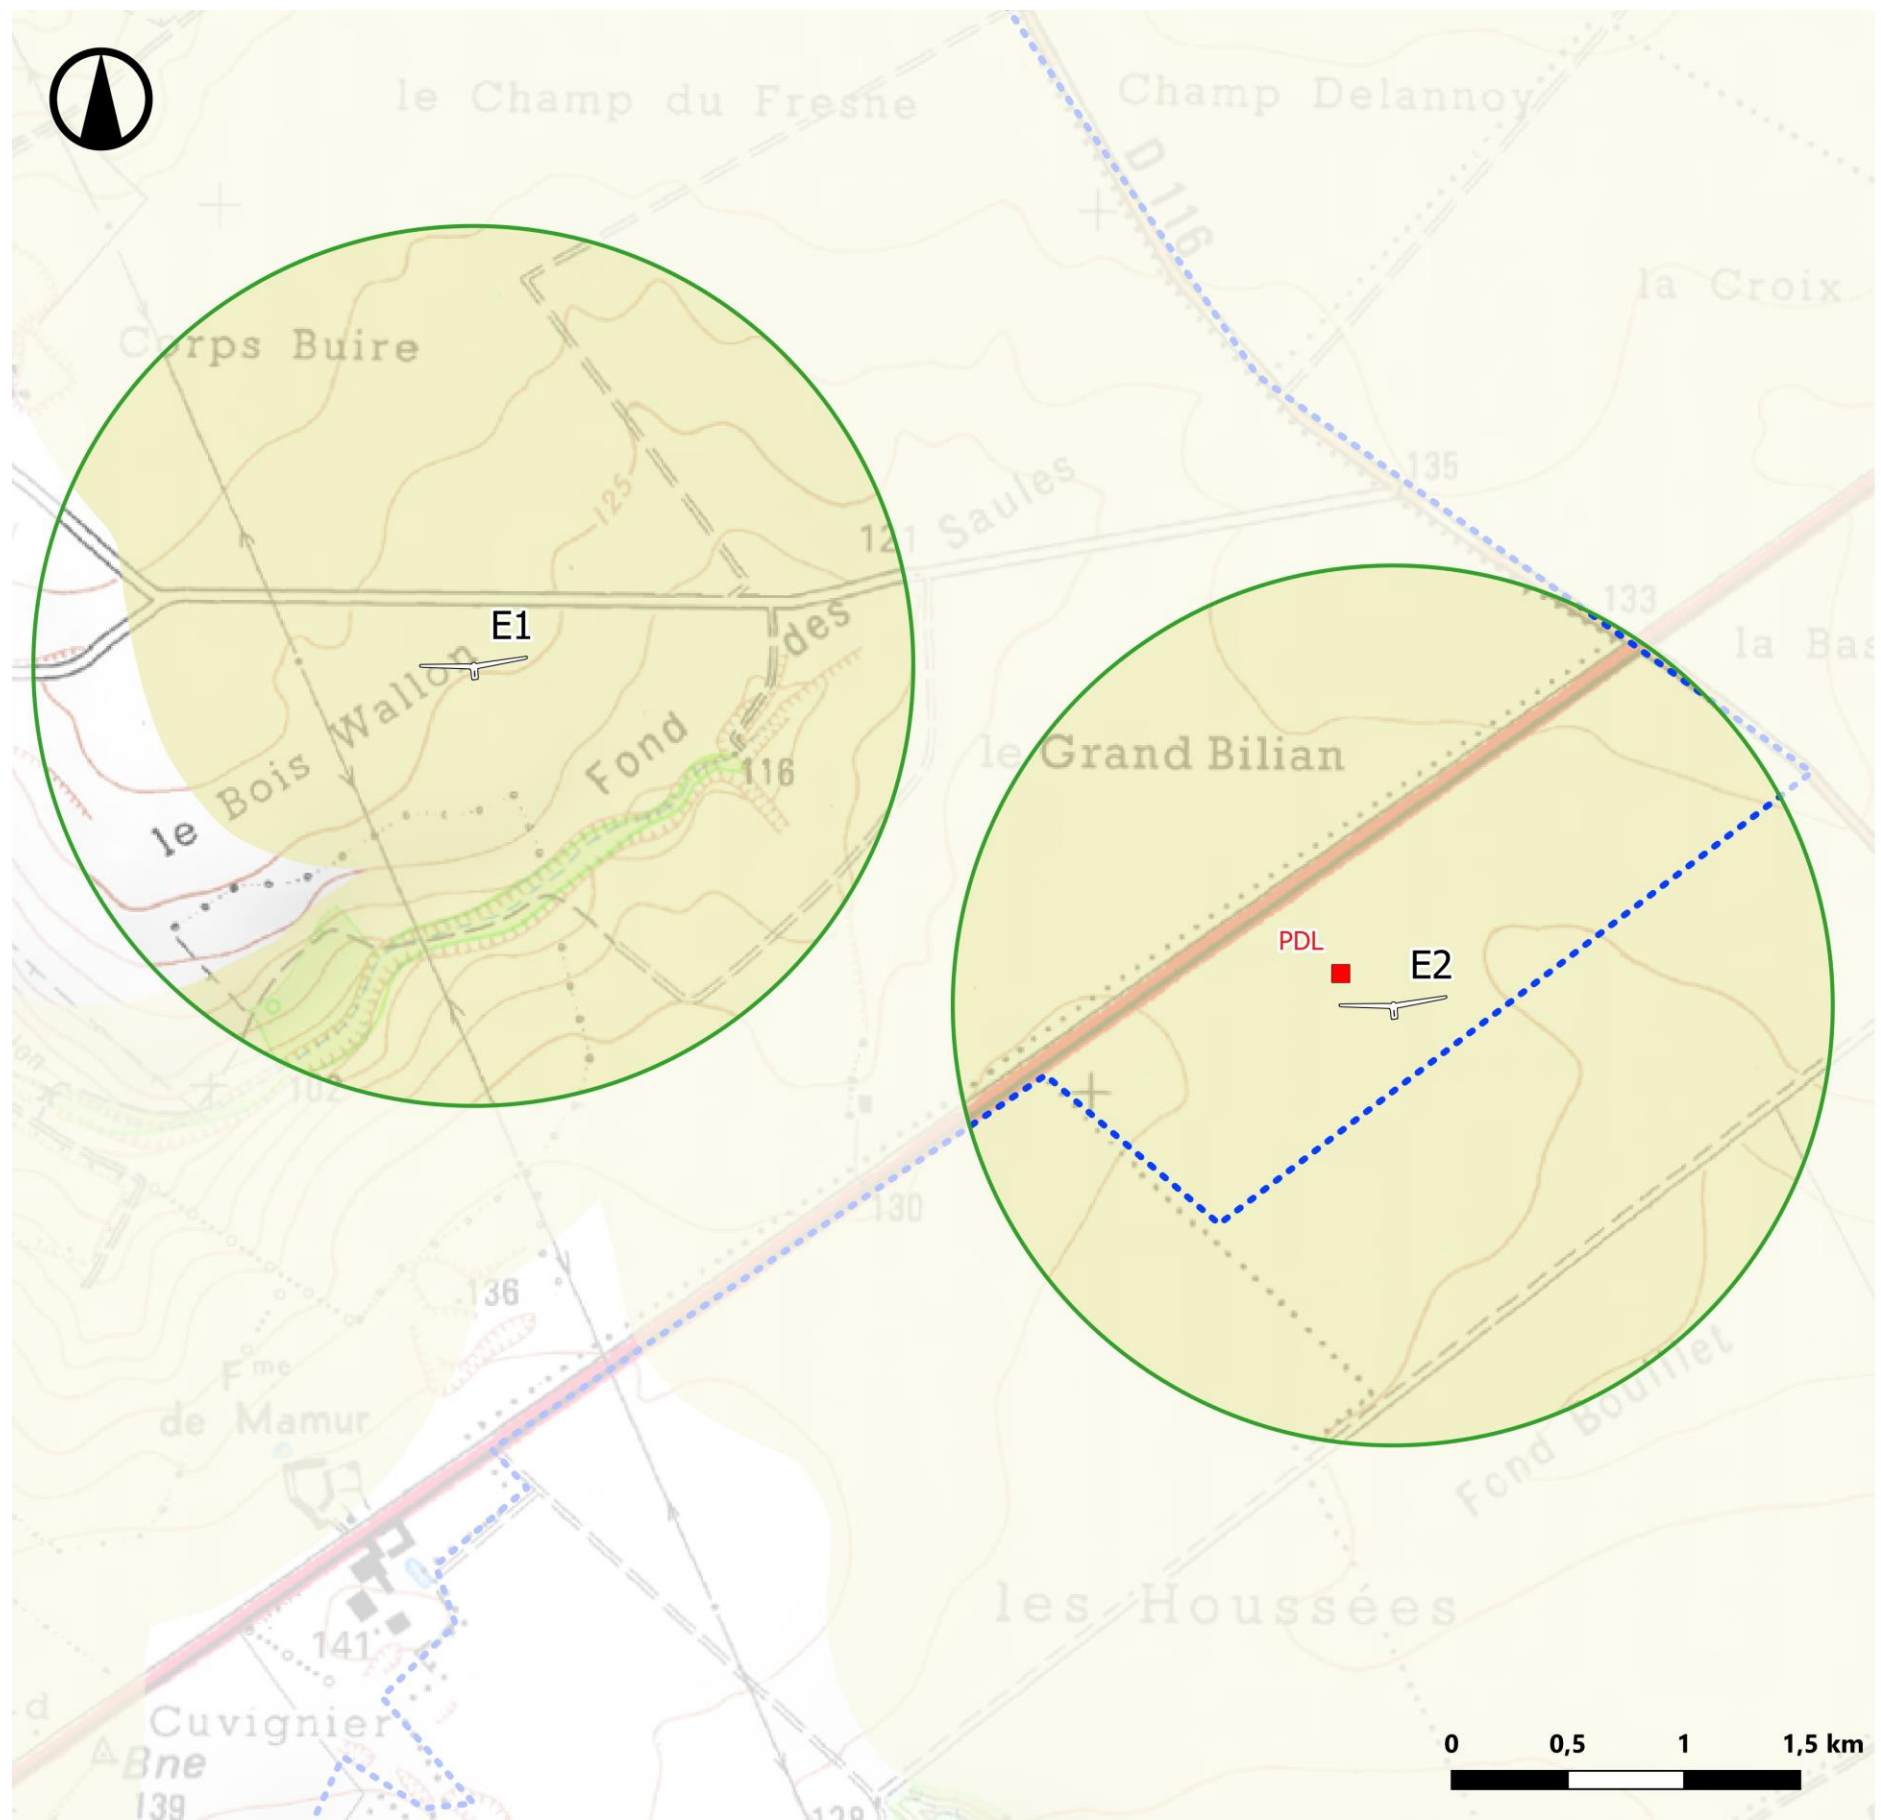 le Champ du Fresne
Champ Delannoy
D 116
la Croix
Corps Buire
135
125
121
Saules
des
Fond
133
la Bas
E1
le Bois Wallon
116
le Grand Bilian
PDL
E2
102
130
136
Fme
de Mamur
Fond Bouillet
les Houssées
141
Cuvignier
d
Bne
139
138
0 0,5 1 1,5 km